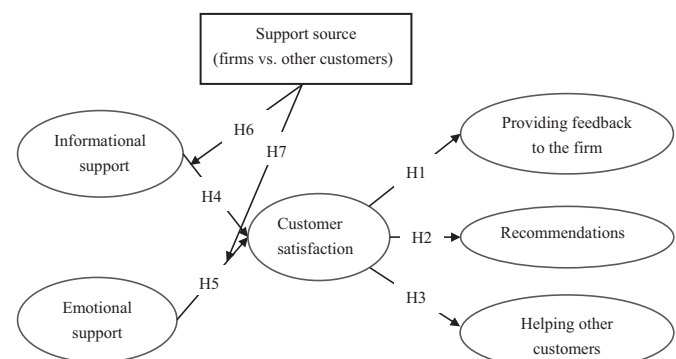 Support source
(firms vs. other customers)
H6
H7
Informational
support
H4
Providing feedback
to the firm
H1
Customer
satisfaction
H2
Recommendations
H5
Emotional
support
H3
Helping other
customers